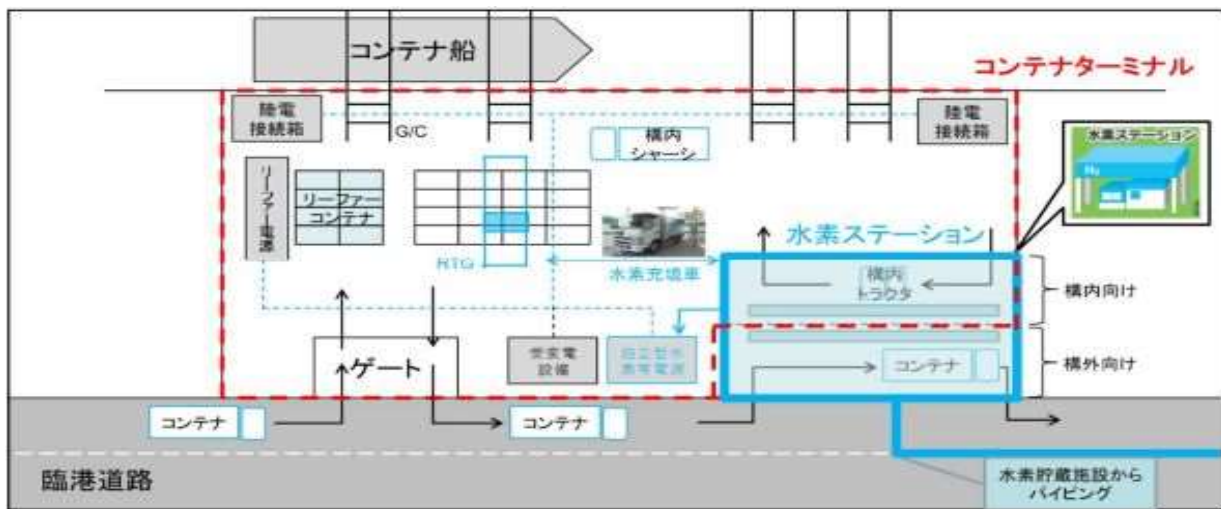 コンテナ船
コンテナターミナル
陸電
接続箱
G/C
構内
シャーシ
陸電
接続箱
水素ステーション
H₂
リーファー電源
リーファー
コンテナ
RTG
水素充填車
水素ステーション
構内
トラクタ
構内向け
ゲート
受変電
設備
コンテナ
構外向け
コンテナ
コンテナ
臨港道路
水素貯蔵施設から
パイピング